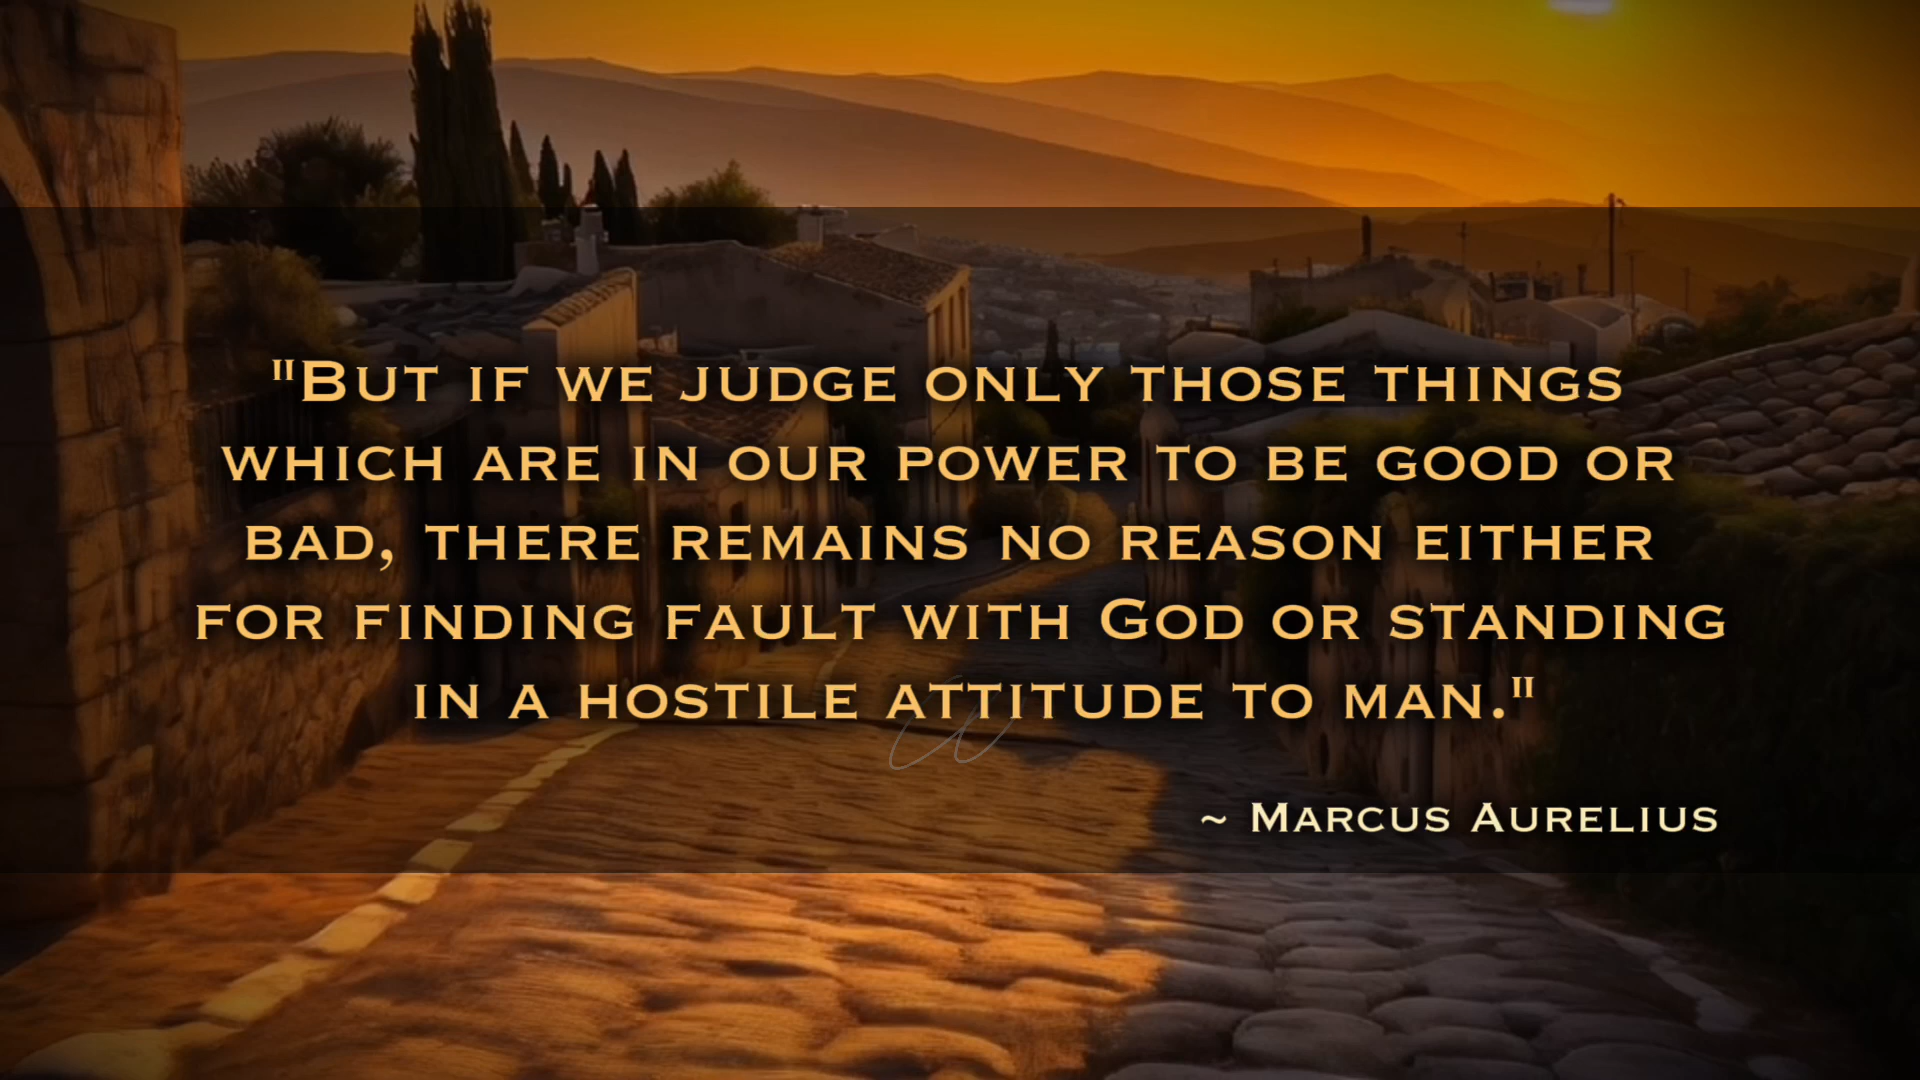 "But if we judge only those things
which are in our power to be good or
bad, there remains no reason either
for finding fault with God or standing
in a hostile attitude to man."
~ Marcus Aurelius